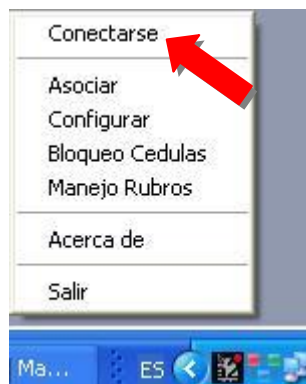 Conectarse
Asociar
Configurar
Bloqueo Cedulas
Manejo Rubros
Acerca de
Salir
Ma... ES